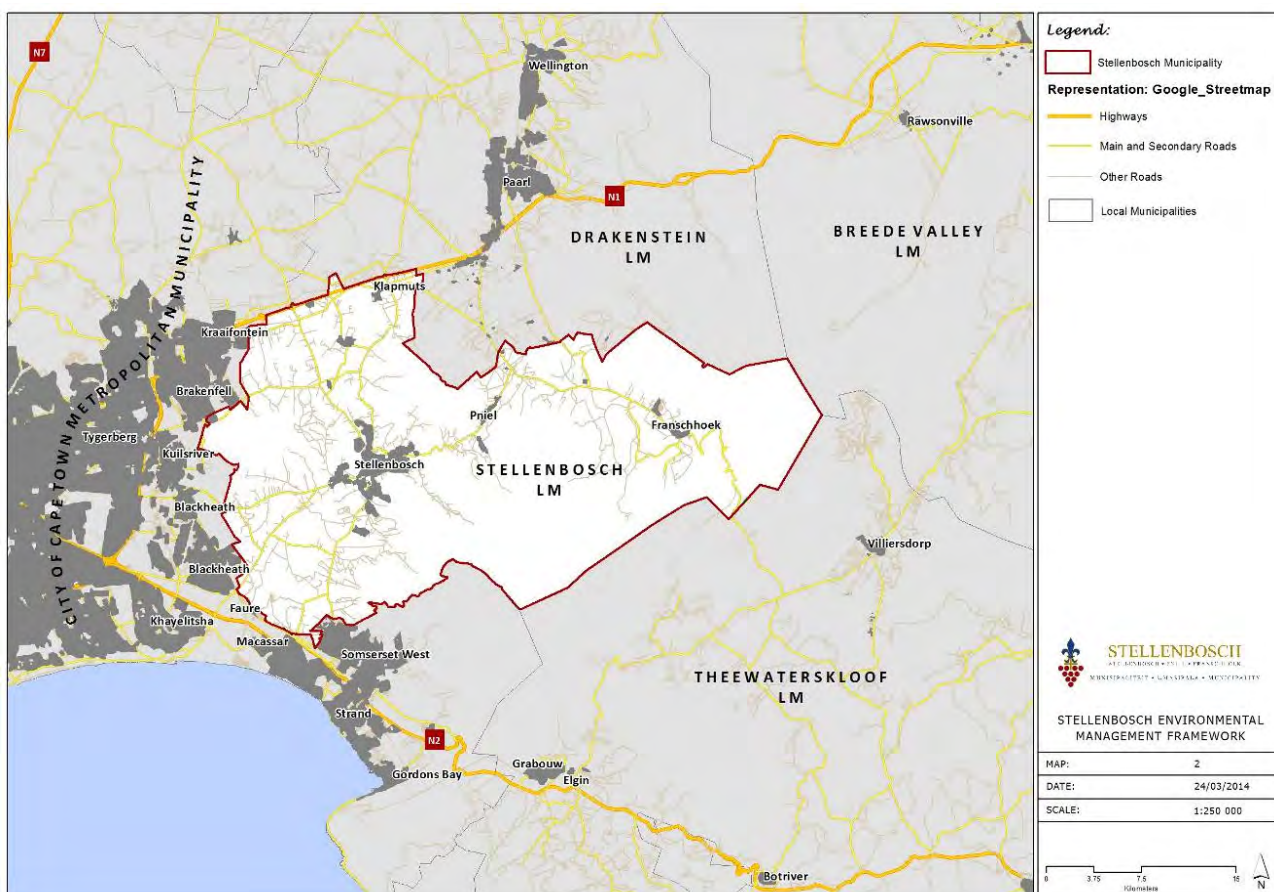 N7
Wellington
Rawsonville
Paarl
N1
DRAKENSTEIN
LM
BREEDE VALLEY
LM
CITY OF CAPE TOWN METROPOLITAN MUNICIPALITY
Klapmuts
Kraaifontein
Brakenfell
Pniel
Franschhoek
Tygerberg
Kuilsriver
Stellenbosch
STELLENBOSCH
LM
Blackheath
Villiersdorp
Blackheath
Faure
Khayelitsha
Macassar
Somserset West
THEEWATERSKLOOF
LM
Strand
N2
Gordons Bay
Grabouw
Elgin
Botriver
Legend:
Stellenbosch Municipality
Representation: Google_Streetmap
Highways
Main and Secondary Roads
Other Roads
Local Municipalities
STELLENBOSCH
MUNICIPALITY
STELLENBOSCH ENVIRONMENTAL
MANAGEMENT FRAMEWORK
MAP: 2
DATE: 24/03/2014
SCALE: 1:250 000
0 3.75 7.5 15
Kilometers
N